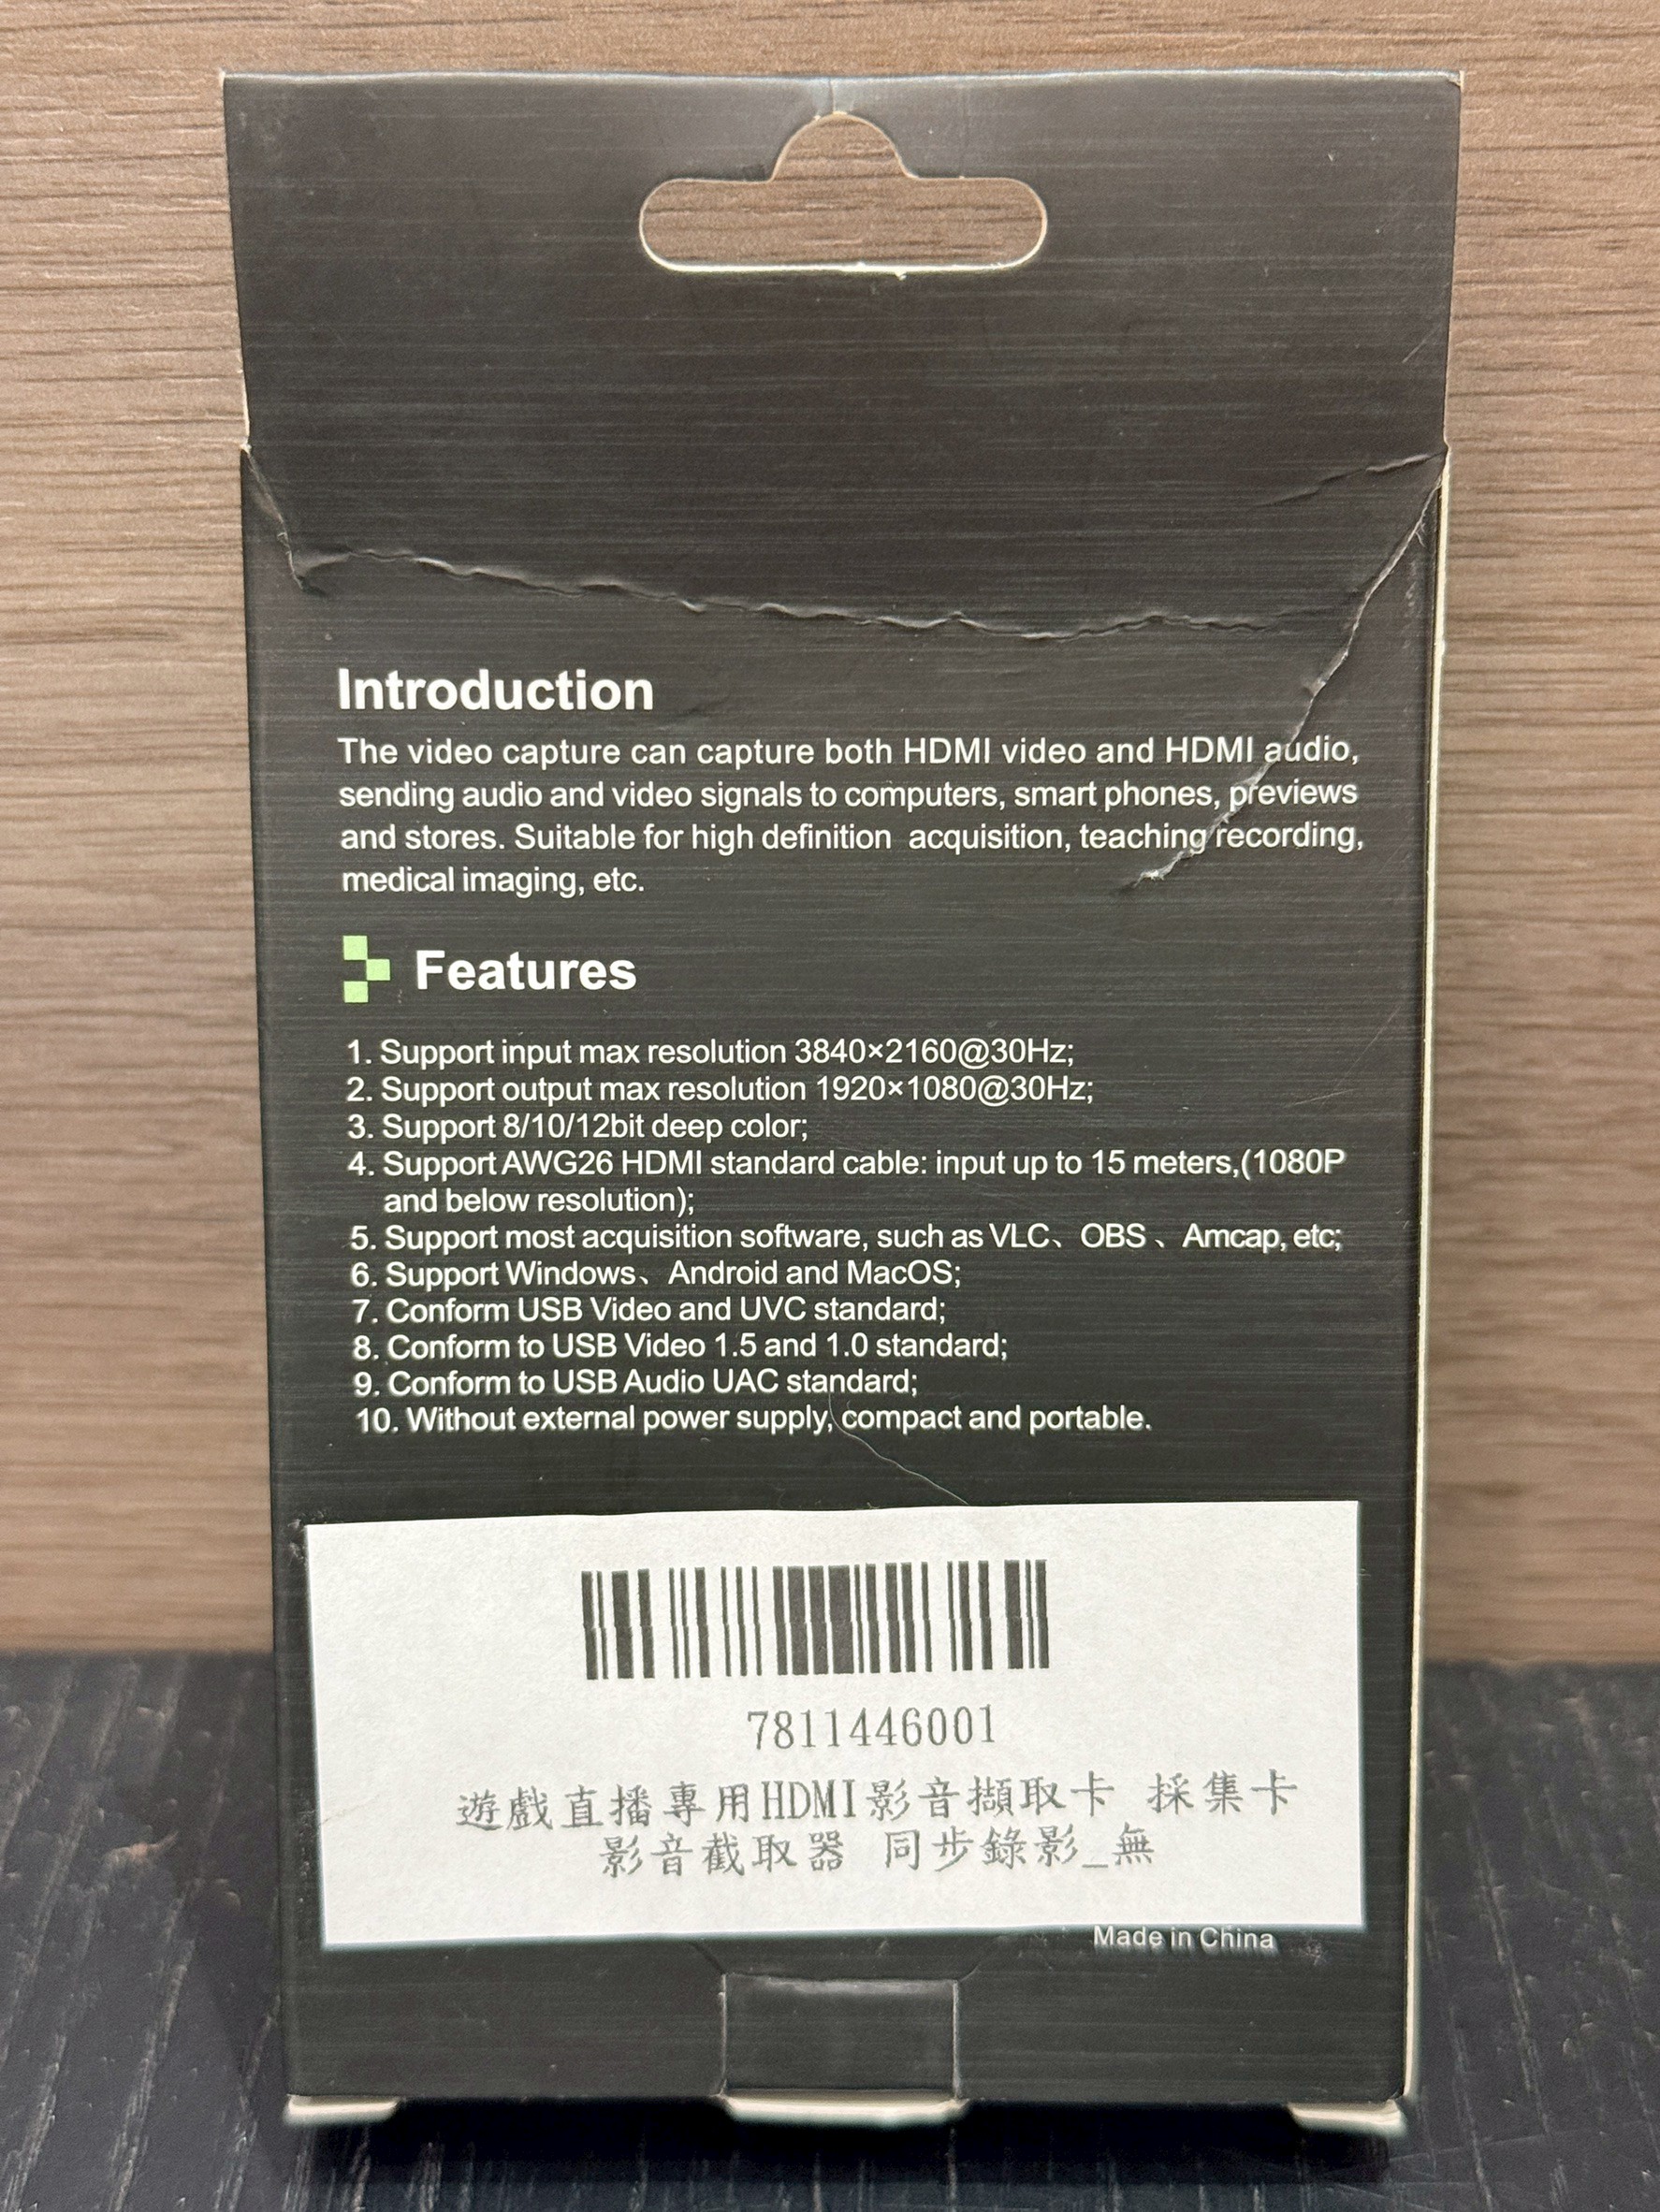 Introduction
The video capture can capture both HDMI video and HDMI audio,
sending audio and video signals to computers, smart phones, previews
and stores. Suitable for high definition acquisition, teaching recording,
medical imaging, etc.
Features
1. Support input max resolution 3840×2160@30Hz;
2. Support output max resolution 1920×1080@30Hz;
3. Support 8/10/12bit deep color;
4. Support AWG26 HDMI standard cable: input up to 15 meters,(1080P
and below resolution);
5. Support most acquisition software, such as VLC、OBS 、Amcap, etc;
6. Support Windows、Android and MacOS;
7. Conform USB Video and UVC standard;
8. Conform to USB Video 1.5 and 1.0 standard;
9. Conform to USB Audio UAC standard;
10. Without external power supply, compact and portable.
7811446001
遊戲直播專用HDMI影音擷取卡 採集卡
影音截取器 同步錄影_無
Made in China